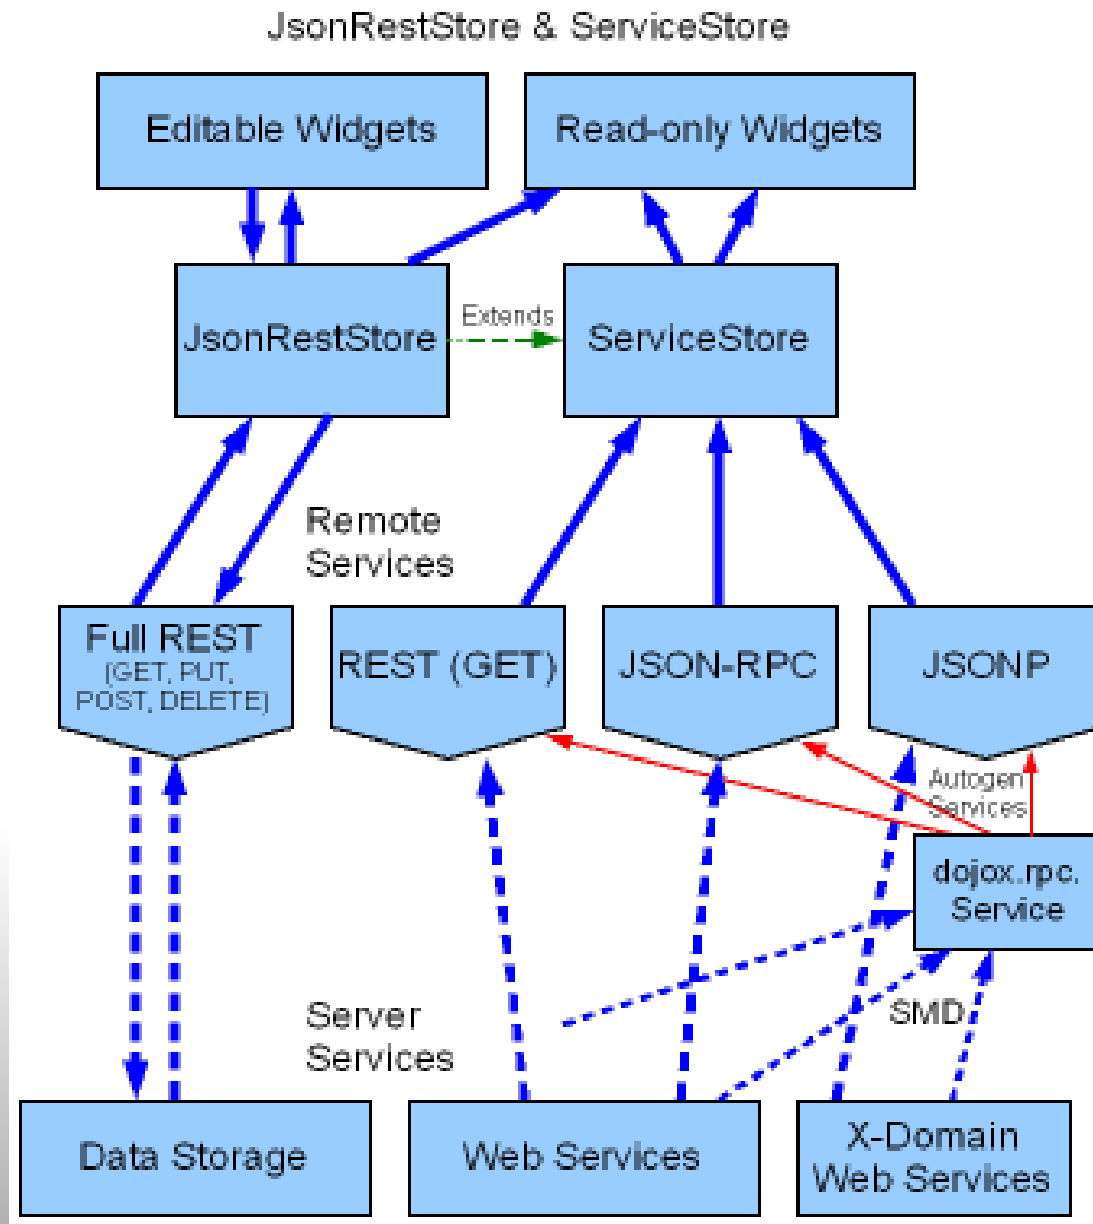 JsonRestStore & ServiceStore
Editable Widgets
Read-only Widgets
JsonRestStore
Extends
ServiceStore
Remote
Services
Full REST
(GET, PUT,
POST, DELETE)
REST (GET)
JSON-RPC
JSONP
Autogen
Services
dojox.rpc.
Service
Server
Services
SMD
Data Storage
Web Services
X-Domain
Web Services